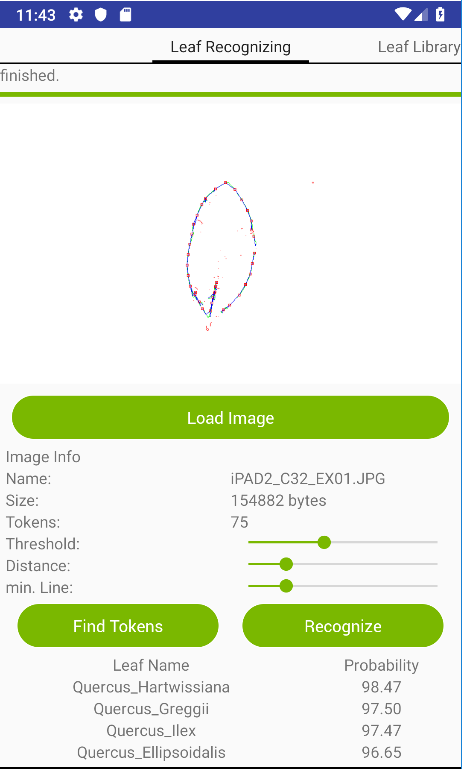 11:43
Leaf Recognizing Leaf Library
finished.
Load Image
Image Info
Name: iPAD2_C32_EX01.JPG
Size: 154882 bytes
Tokens: 75
Threshold:
Distance:
min. Line:
Find Tokens Recognize
Leaf Name Probability
Quercus_Hartwissiana 98.47
Quercus_Greggii 97.50
Quercus_Ilex 97.47
Quercus_Ellipsoidalis 96.65